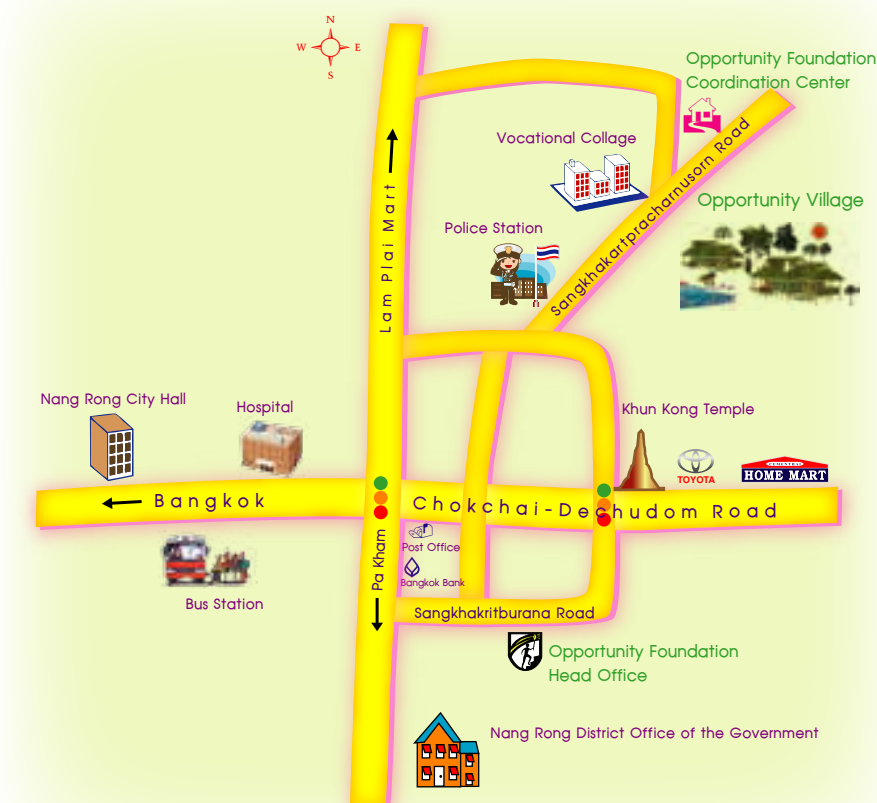 N
W E
S
Opportunity Foundation
Coordination Center
Vocational Collage
Sangkhakartpracharnusorn Road
Opportunity Village
Lam Plai Mart
Police Station
Nang Rong City Hall
Hospital
Khun Kong Temple
TOYOTA
CEMENTHAI
HOME MART
Bangkok
Chokchai-Dechudom Road
Pa Kham
Post Office
Bangkok Bank
Bus Station
Sangkhakritburana Road
Opportunity Foundation
Head Office
Nang Rong District Office of the Government